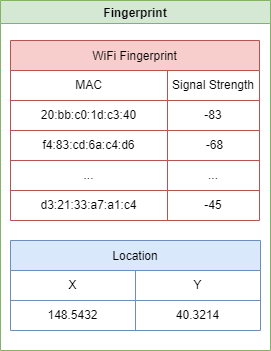 Fingerprint
WiFi Fingerprint
MAC Signal Strength
20:bb:c0:1d:c3:40 -83
f4:83:cd:6a:c4:d6 -68
... ...
d3:21:33:a7:a1:c4 -45
Location
X Y
148.5432 40.3214